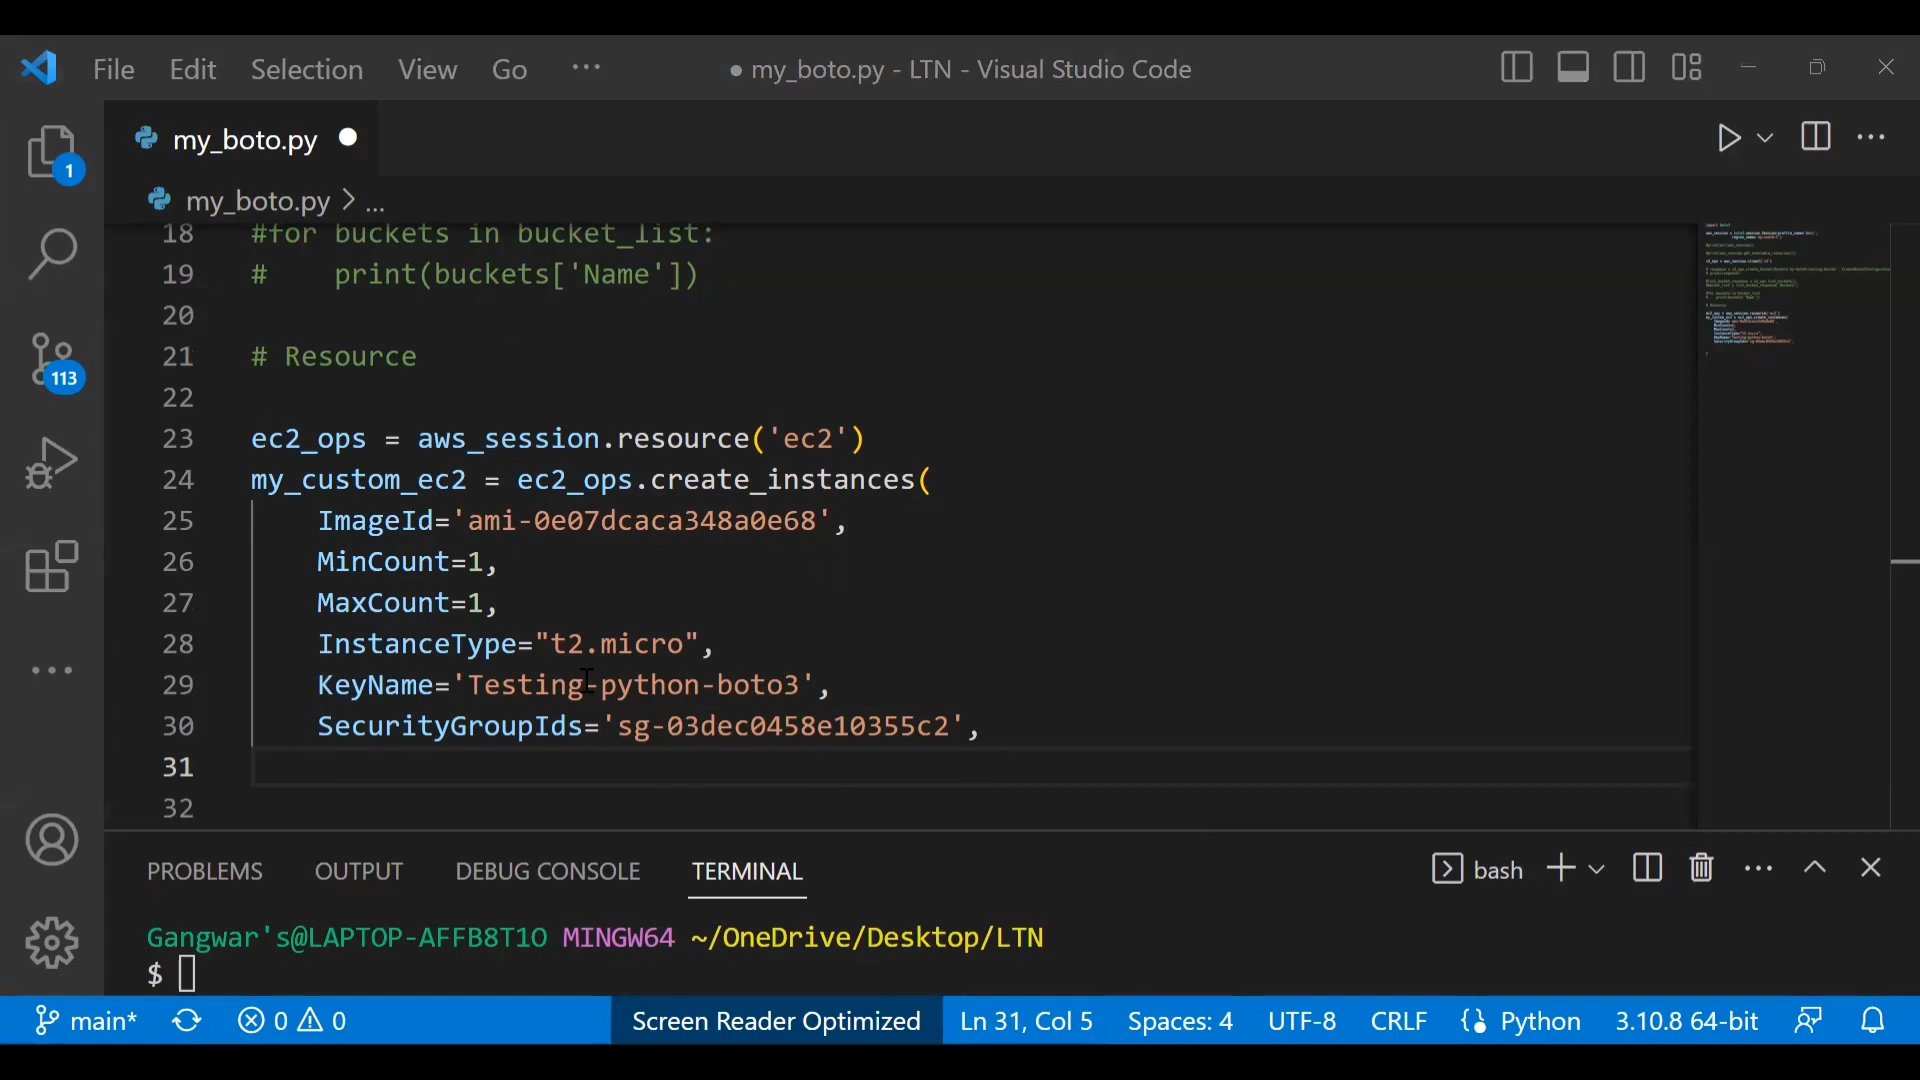 File Edit Selection View Go ··· ● my_boto.py - LTN - Visual Studio Code
my_boto.py ●
my_boto.py > ...
1
113
18 #for buckets in bucket_list:
19 #    print(buckets['Name'])
20
21 # Resource
22
23 ec2_ops = aws_session.resource('ec2')
24 my_custom_ec2 = ec2_ops.create_instances(
25     ImageId='ami-0e07dcaca348a0e68',
26     MinCount=1,
27     MaxCount=1,
28     InstanceType="t2.micro",
29     KeyName='Testing-python-boto3',
30     SecurityGroupIds='sg-03dec0458e10355c2',
31
32
PROBLEMS OUTPUT DEBUG CONSOLE TERMINAL bash
Gangwar's@LAPTOP-AFFB8T1O MINGW64 ~/OneDrive/Desktop/LTN
$
main* 0 0 Screen Reader Optimized Ln 31, Col 5 Spaces: 4 UTF-8 CRLF Python 3.10.8 64-bit